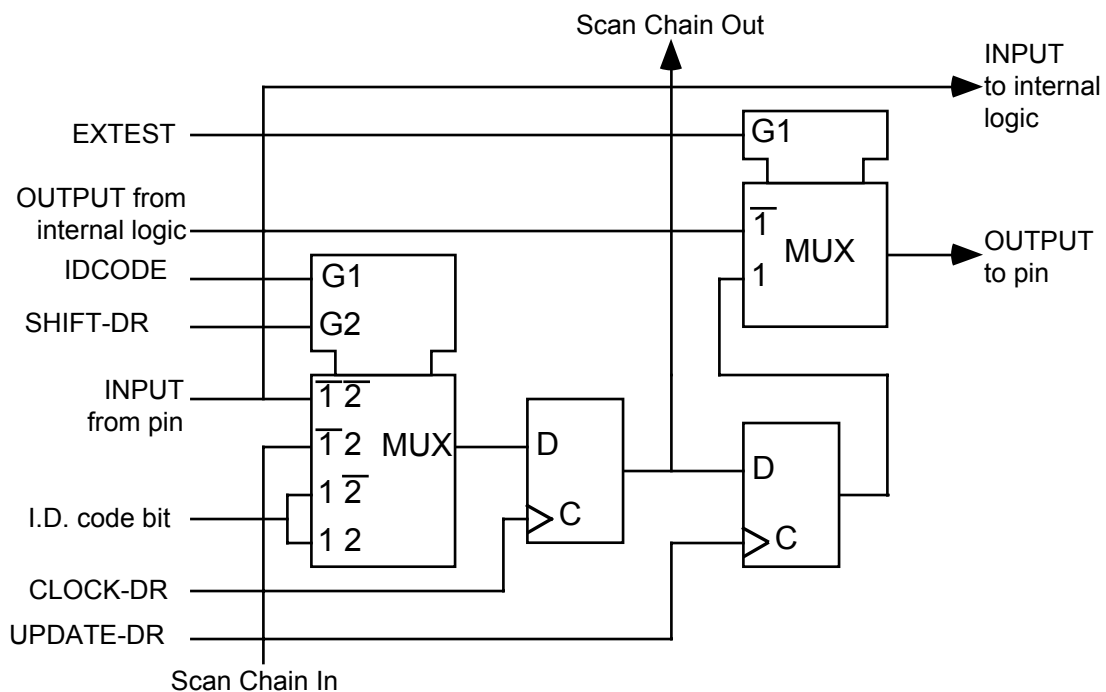 Scan Chain Out
INPUT
to internal
logic
EXTEST
G1
OUTPUT from
internal logic
1̅
MUX
1
OUTPUT
to pin
IDCODE
G1
SHIFT-DR
G2
INPUT
from pin
1̅ 2̅
1̅ 2
MUX
1 2̅
1 2
I.D. code bit
D
C
D
C
CLOCK-DR
UPDATE-DR
Scan Chain In